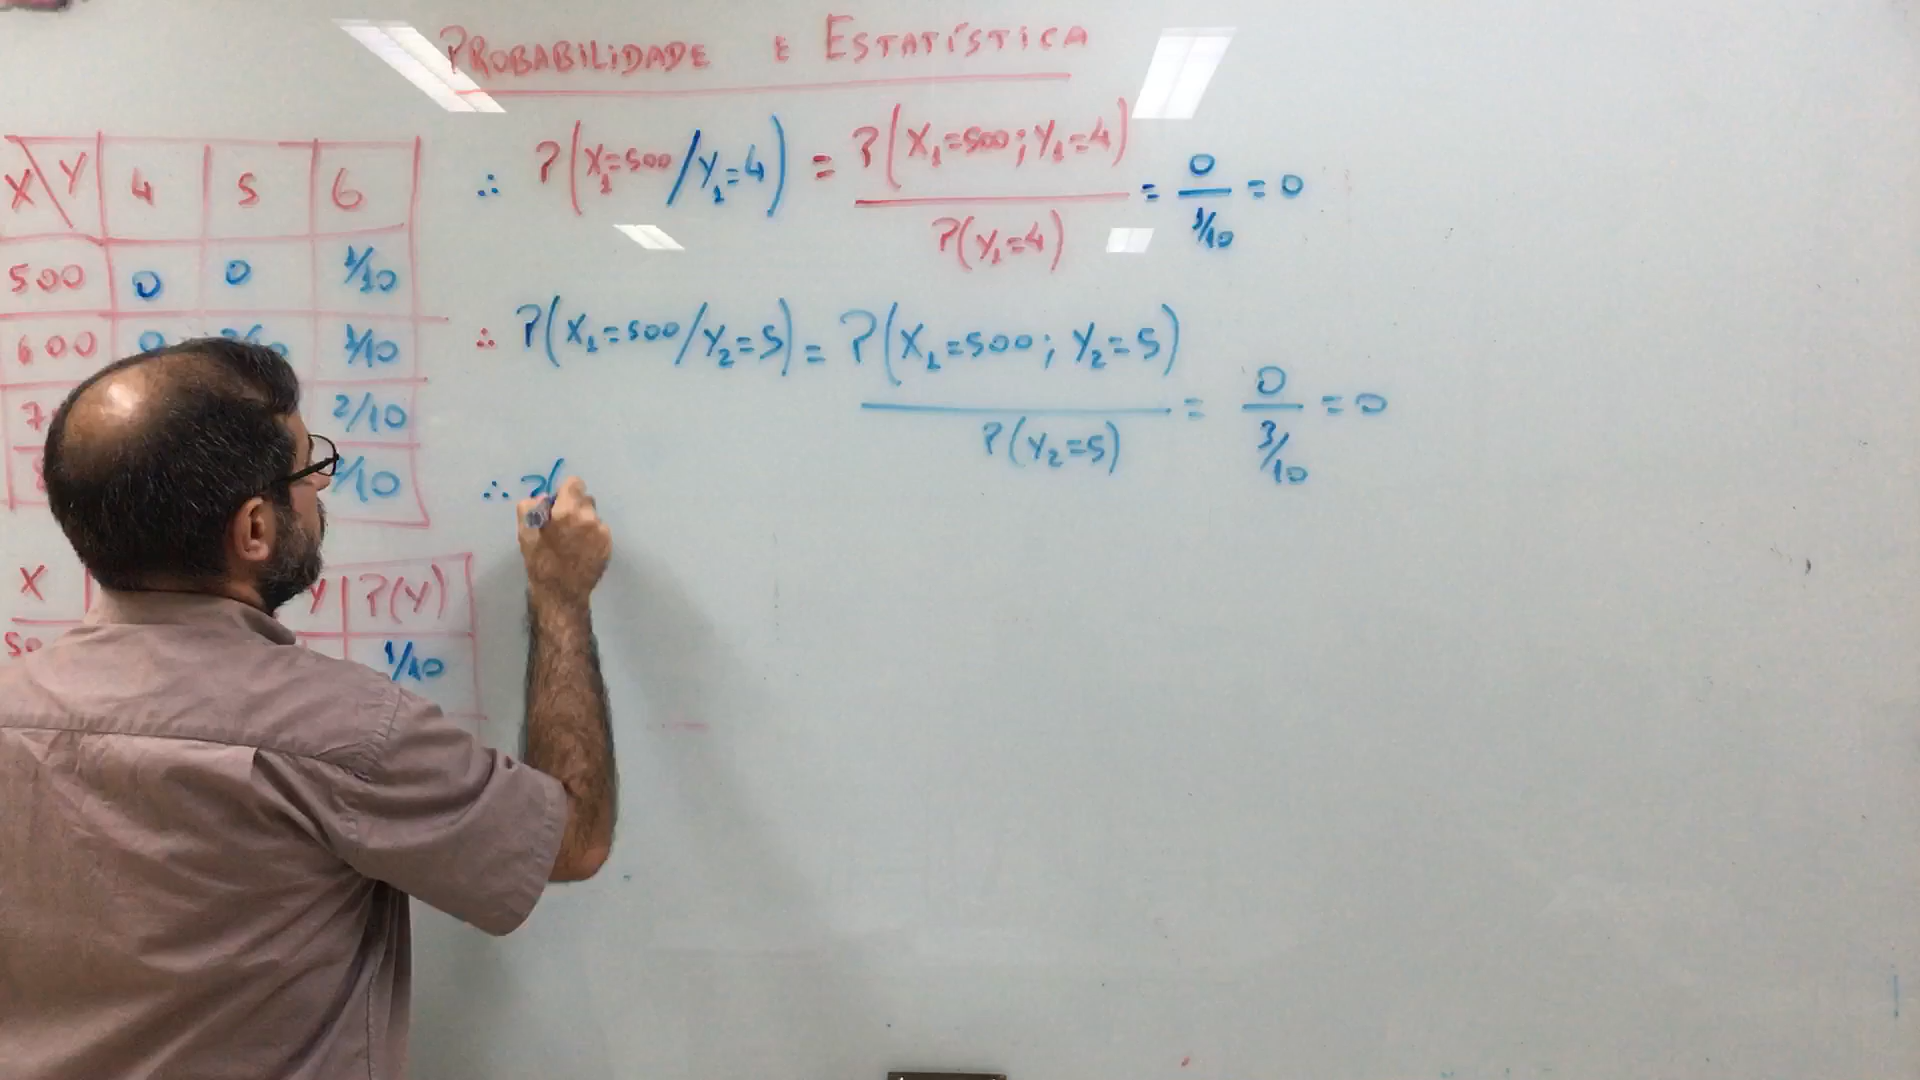 PROBABILIDADE E ESTATÍSTICA
X Y 4 5 6
500 0 0 1/10
600 0 1/10
2/10
/10
X Y P(Y)
50
1/10
∴ P(X₁=500/Y₁=4) = P(X₁=500; Y₁=4) / P(Y₁=4) = 0 / 1/10 = 0
∴ P(X₁=500/Y₂=5) = P(X₁=500; Y₂=5) / P(Y₂=5) = 0 / 3/10 = 0
∴ P(